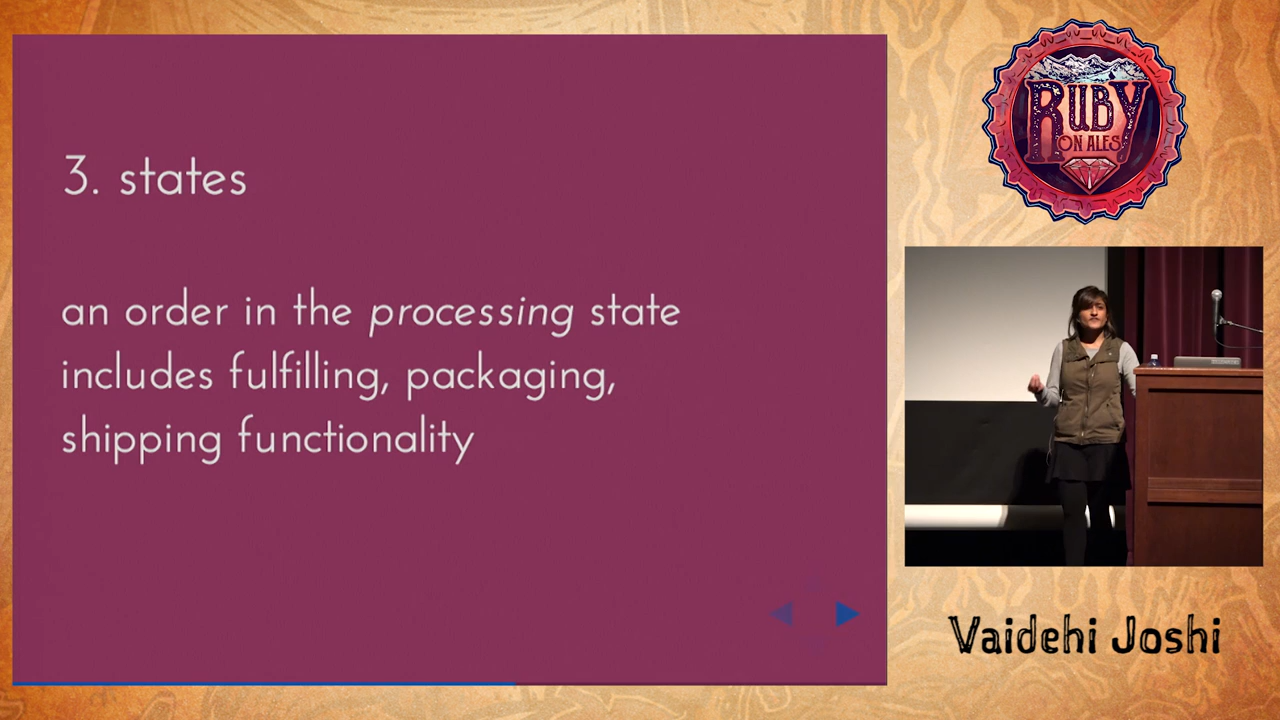 3. states
an order in the processing state
includes fulfilling, packaging,
shipping functionality
RUBY
ON ALES
Vaidehi Joshi